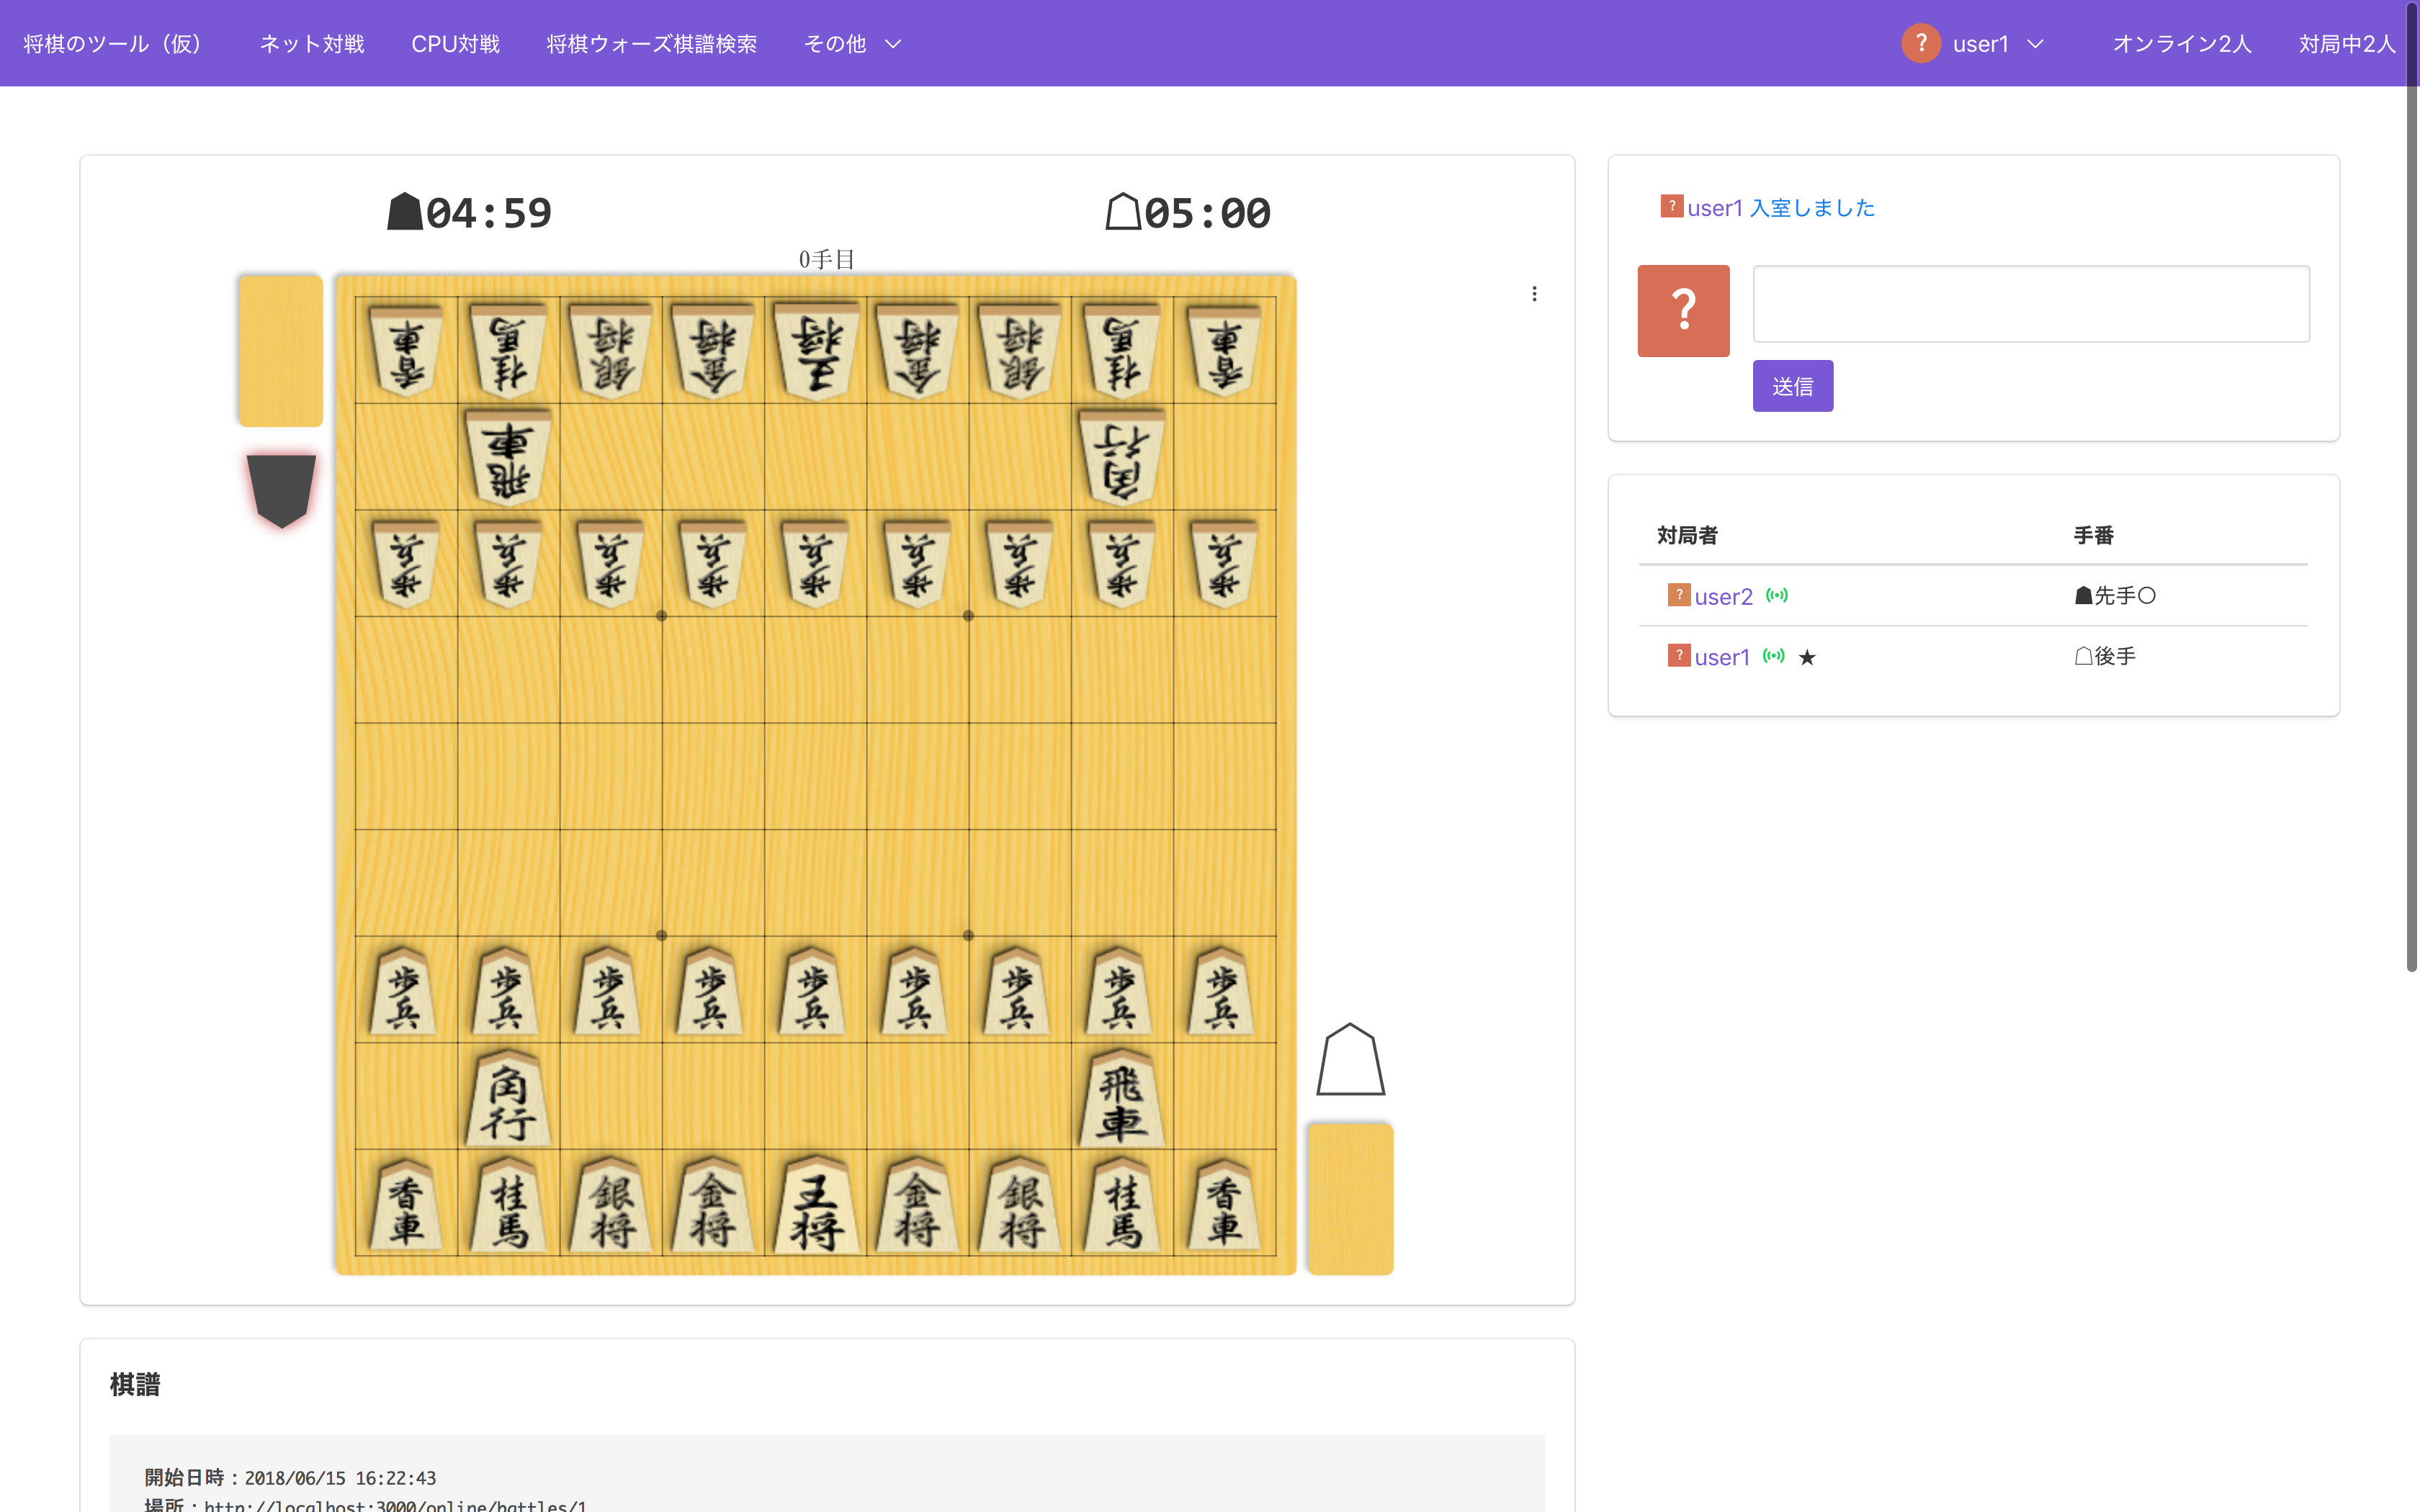 将棋のツール（仮） ネット対戦 CPU対戦 将棋ウォーズ棋譜検索 その他 ? user1 オンライン2人 対局中2人
☗04:59 ☖05:00
0手目
香車 桂馬 銀将 金将 王将 金将 銀将 桂馬 香車
飛車 角行
歩兵 歩兵 歩兵 歩兵 歩兵 歩兵 歩兵 歩兵 歩兵
歩兵 歩兵 歩兵 歩兵 歩兵 歩兵 歩兵 歩兵 歩兵
角行 飛車
香車 桂馬 銀将 金将 王将 金将 銀将 桂馬 香車
棋譜
開始日時：2018/06/15 16:22:43
場所：http://localhost:3000/online/battles/1
? user1 入室しました
?
送信
対局者 手番
? user2 ☗先手○
? user1 ★ ☖後手